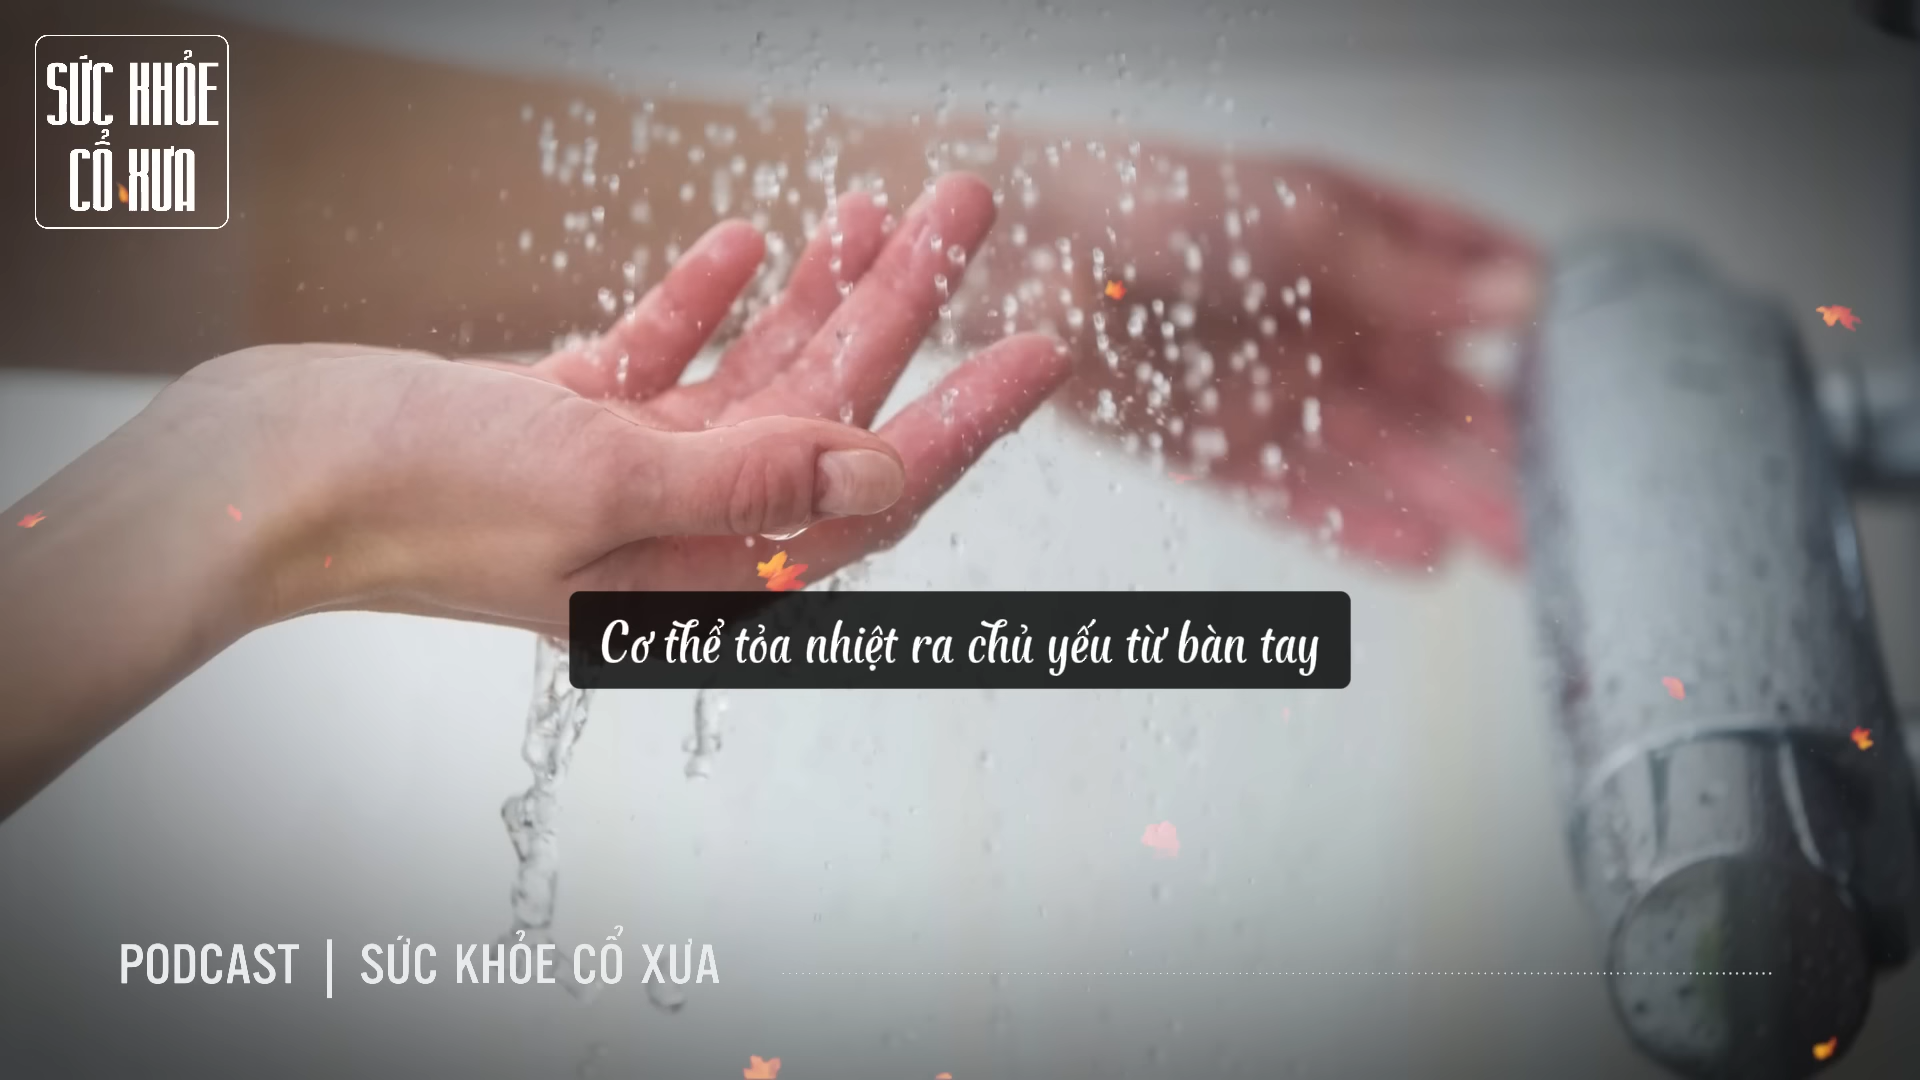 SỨC KHỎE
CỔ XƯA
Cơ thể tỏa nhiệt ra chủ yếu từ bàn tay
PODCAST | SỨC KHỎE CỔ XƯA